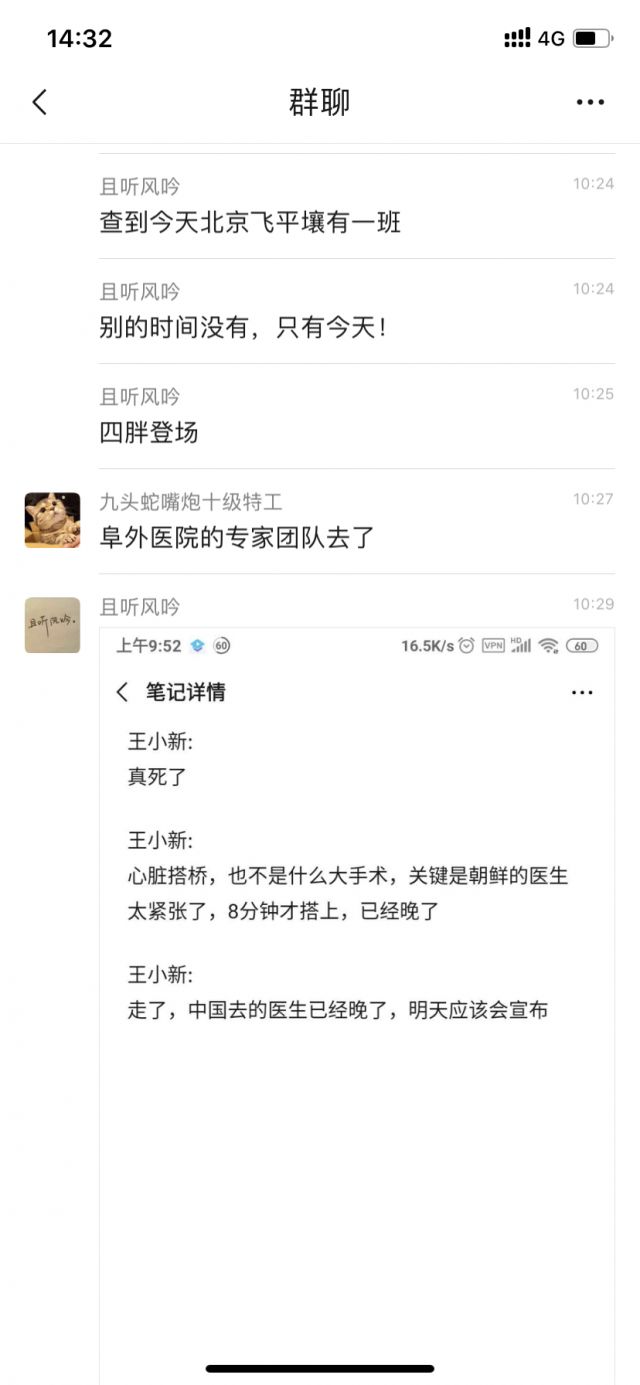 14:32 4G
群聊
且听风吟 10:24
查到今天北京飞平壤有一班
且听风吟 10:24
别的时间没有，只有今天！
且听风吟 10:25
四胖登场
九头蛇嘴炮十级特工 10:27
阜外医院的专家团队去了
且听风吟 10:29
且听风吟.
上午9:52 60 16.5K/s VPN HD 60
笔记详情
王小新:
真死了
王小新:
心脏搭桥，也不是什么大手术，关键是朝鲜的医生
太紧张了，8分钟才搭上，已经晚了
王小新:
走了，中国去的医生已经晚了，明天应该会宣布